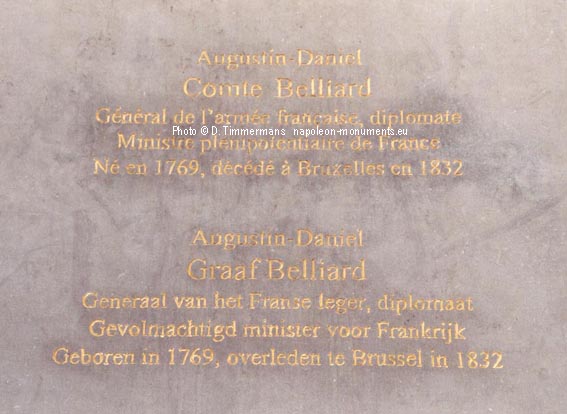 Augustin-Daniel
Comte Belliard
Général de l'armée française, diplomate
Photo © D. Timmermans napoleon-monuments.eu
Ministre plénipotentiaire de France
Né en 1769, décédé à Bruxelles en 1832
Augustin-Daniel
Graaf Belliard
Generaal van het Franse leger, diplomaat
Gevolmachtigd minister voor Frankrijk
Geboren in 1769, overleden te Brussel in 1832